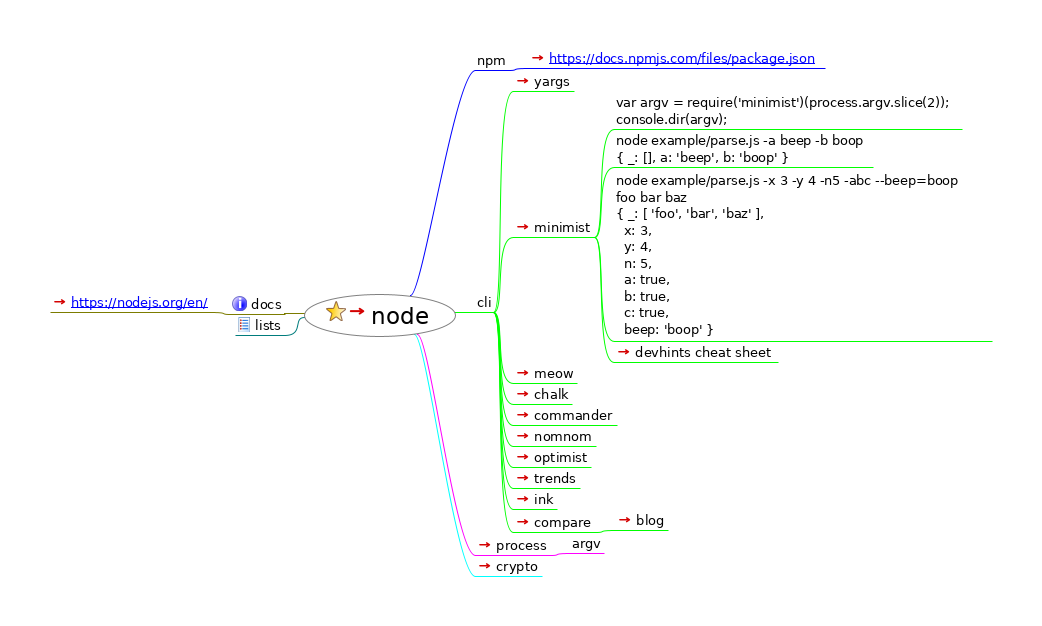 npm
https://docs.npmjs.com/files/package.json
yargs
var argv = require('minimist')(process.argv.slice(2));
console.dir(argv);
node example/parse.js -a beep -b boop
{ _: [], a: 'beep', b: 'boop' }
node example/parse.js -x 3 -y 4 -n5 -abc --beep=boop
foo bar baz
{ _: [ 'foo', 'bar', 'baz' ],
  x: 3,
  y: 4,
  n: 5,
  a: true,
  b: true,
  c: true,
  beep: 'boop' }
minimist
devhints cheat sheet
cli
https://nodejs.org/en/
docs
lists
node
meow
chalk
commander
nomnom
optimist
trends
ink
compare
blog
process
argv
crypto